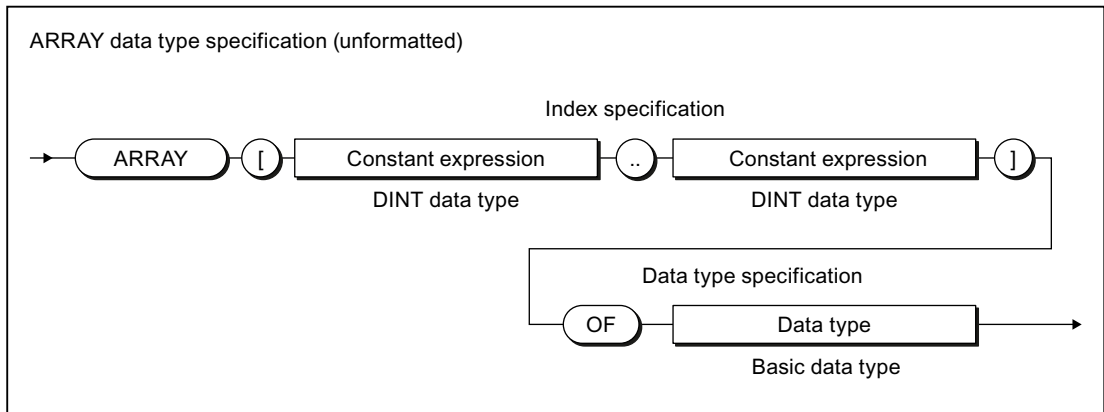 ARRAY data type specification (unformatted)
Index specification
ARRAY [ Constant expression .. Constant expression ]
DINT data type DINT data type
Data type specification
OF Data type
Basic data type